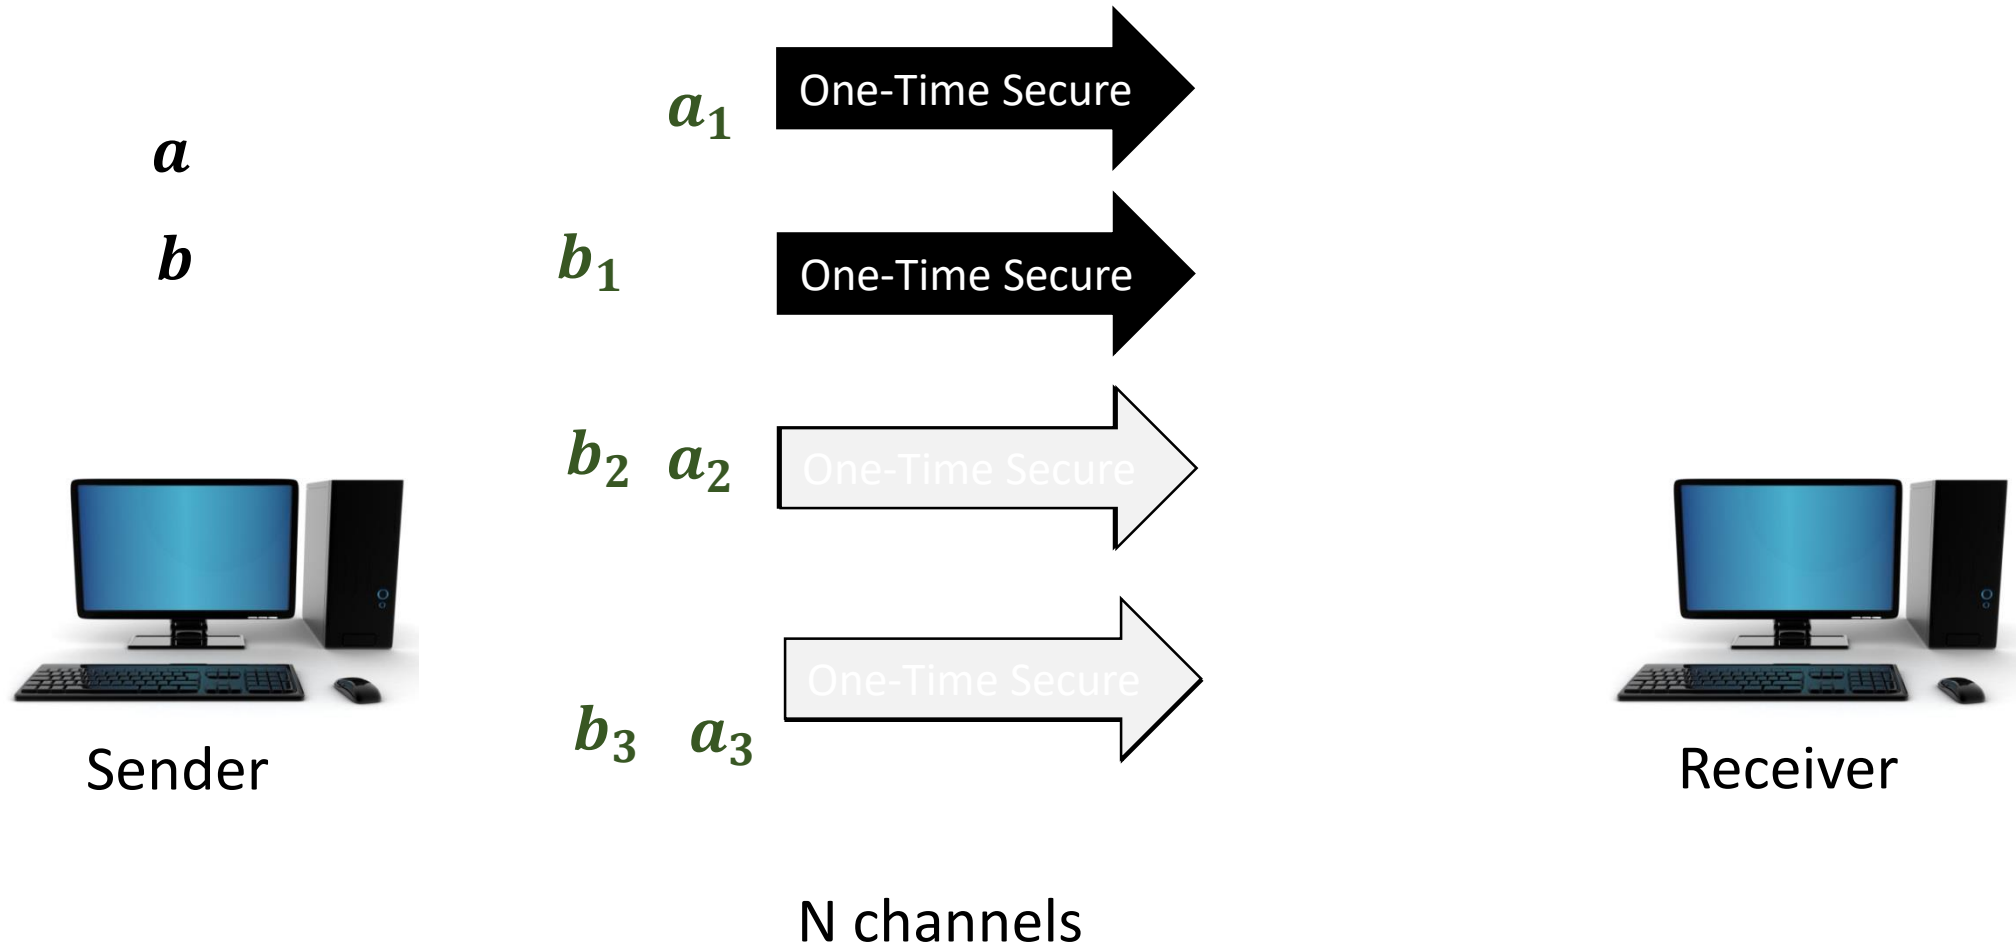 One-Time Secure
a₁
a
One-Time Secure
b₁
b
One-Time Secure
b₂ a₂
One-Time Secure
b₃ a₃
Sender
Receiver
N channels